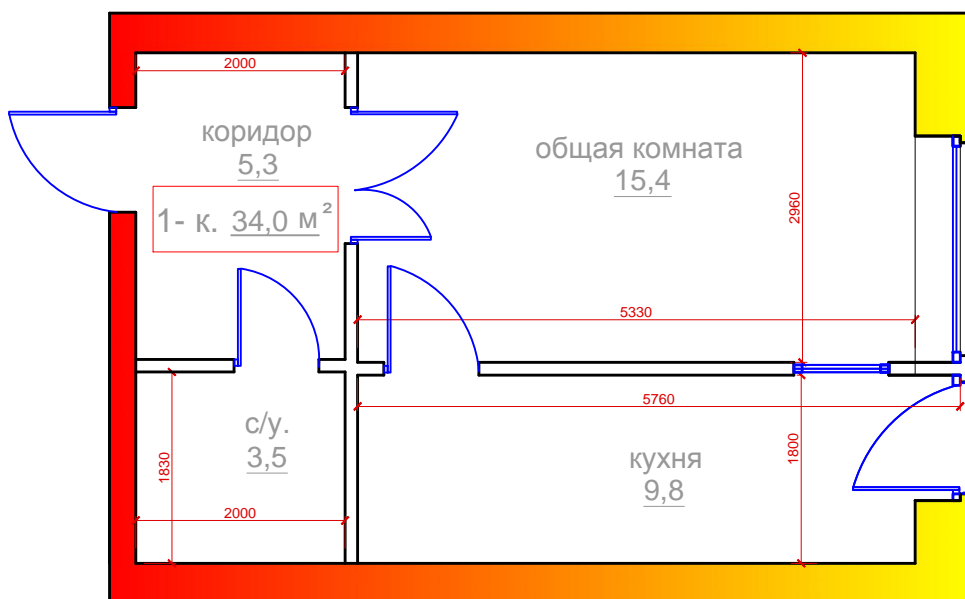 2000
коридор
5,3
1- к. 34,0 м²
общая комната
15,4
2960
5330
5760
с/у.
3,5
1830
2000
кухня
9,8
1800